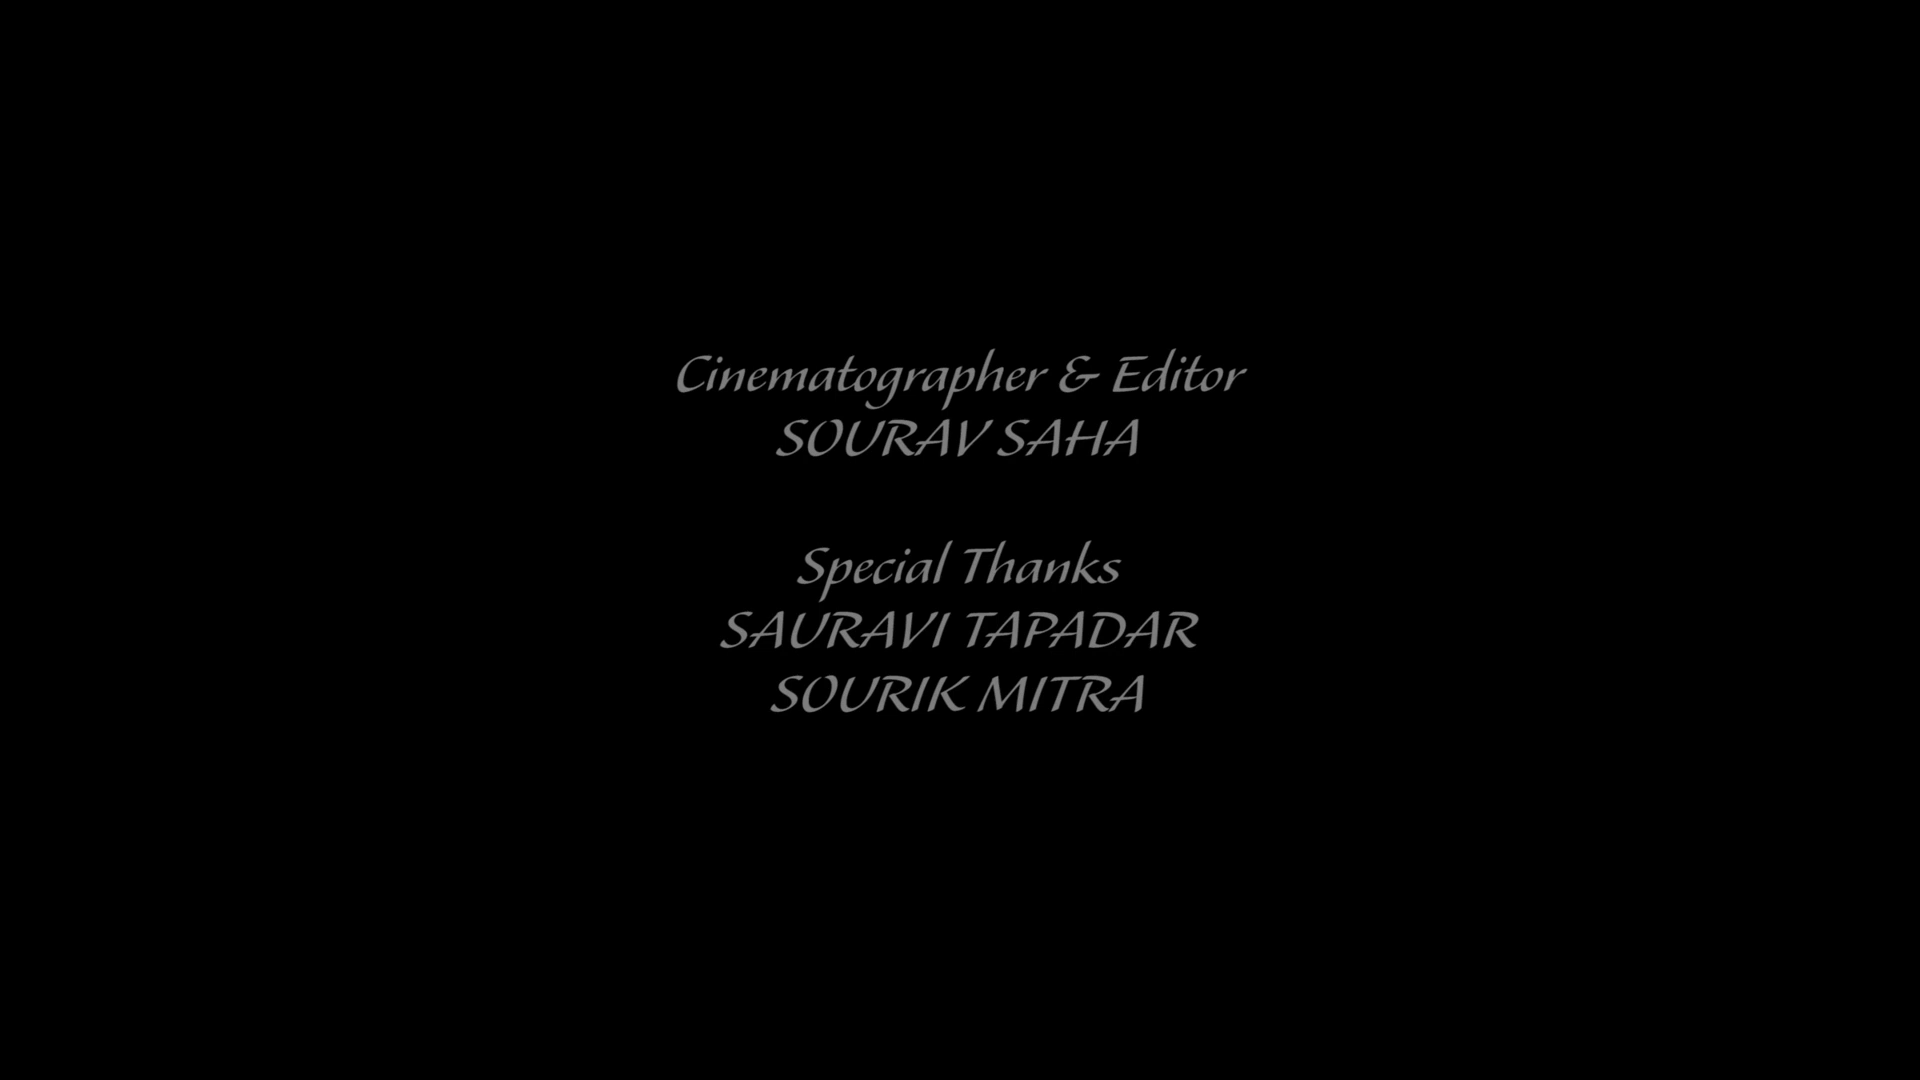 Cinematographer & Editor
SOURAV SAHA
Special Thanks
SAURAVI TAPADAR
SOURIK MITRA